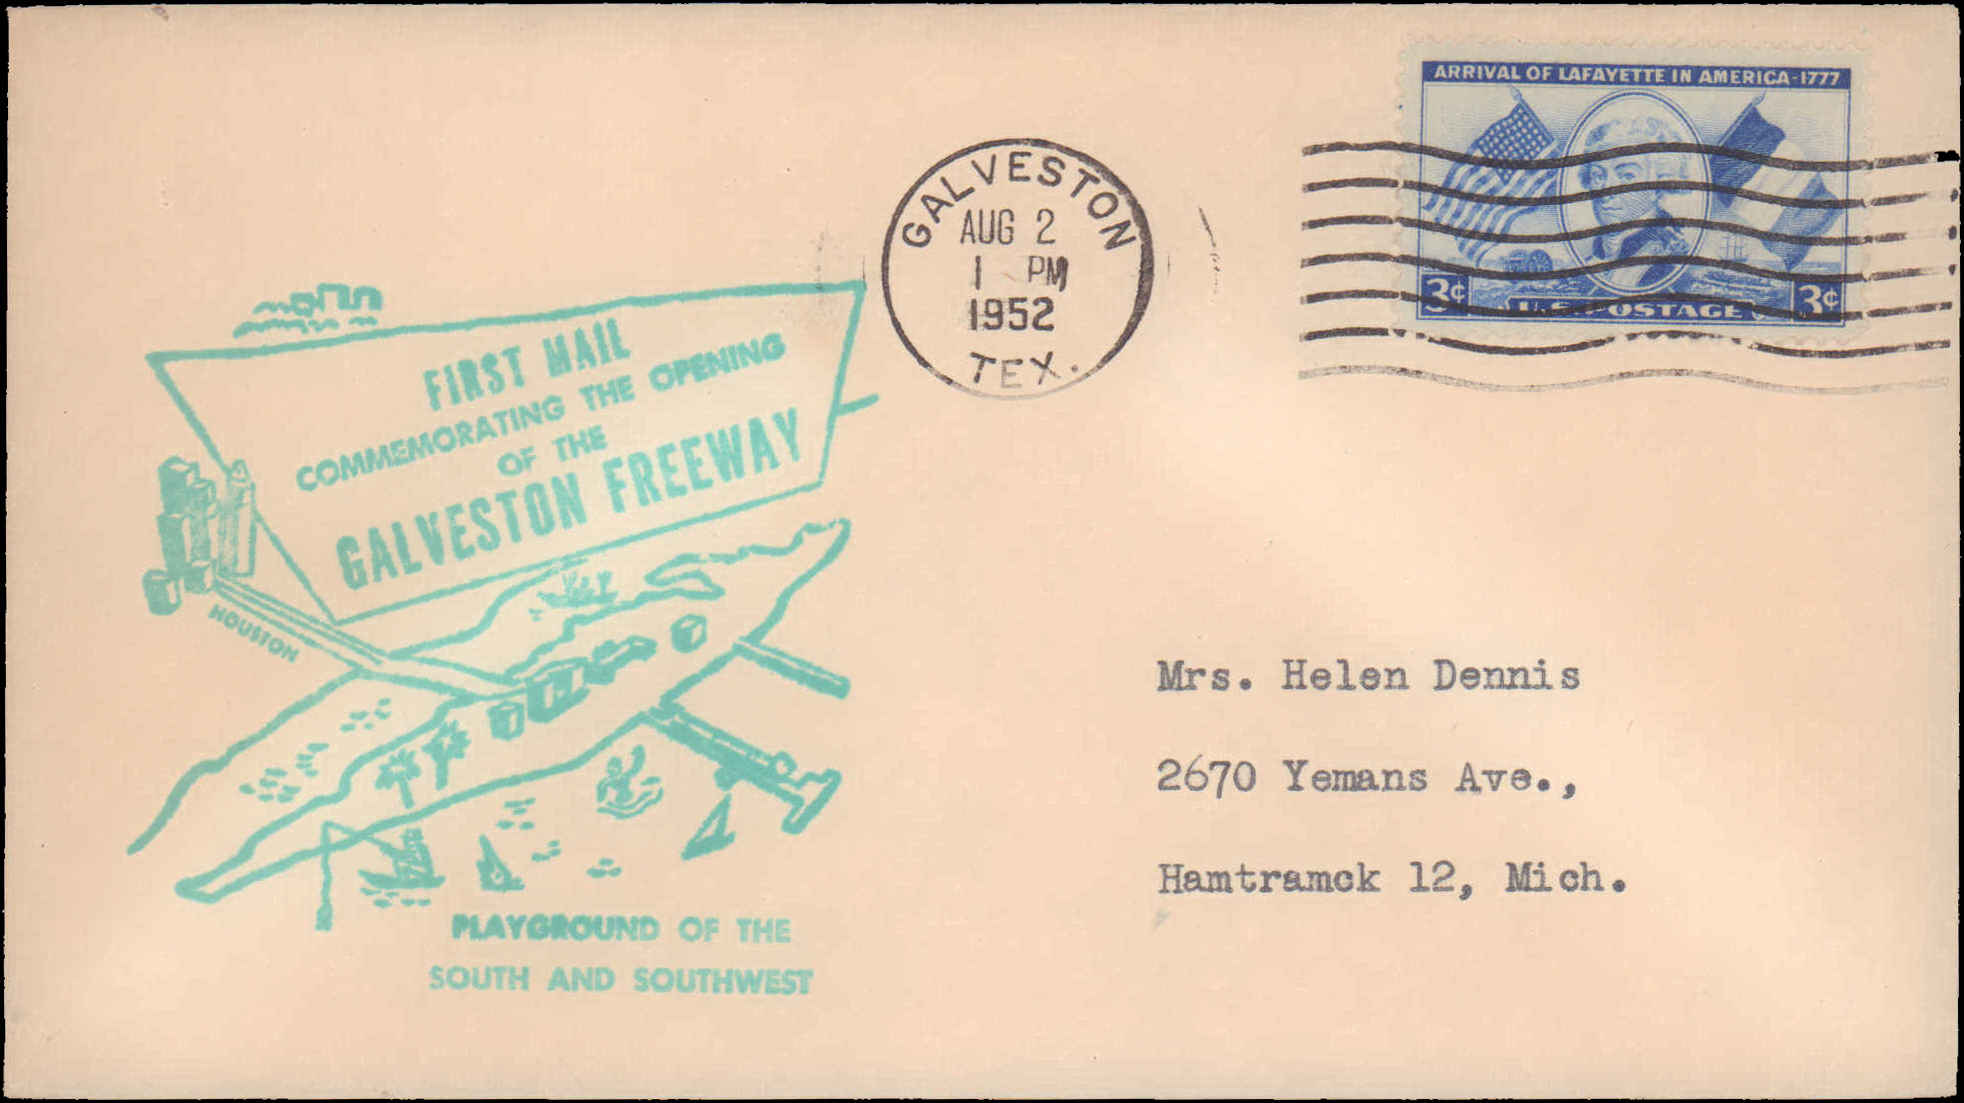 ARRIVAL OF LAFAYETTE IN AMERICA-1777
3¢ U.S. POSTAGE 3¢
GALVESTON
AUG 2
1 PM
1952
TEX.
FIRST MAIL
COMMEMORATING THE OPENING
OF THE
GALVESTON FREEWAY
HOUSTON
PLAYGROUND OF THE
SOUTH AND SOUTHWEST
Mrs. Helen Dennis
2670 Yemans Ave.,
Hamtramck 12, Mich.